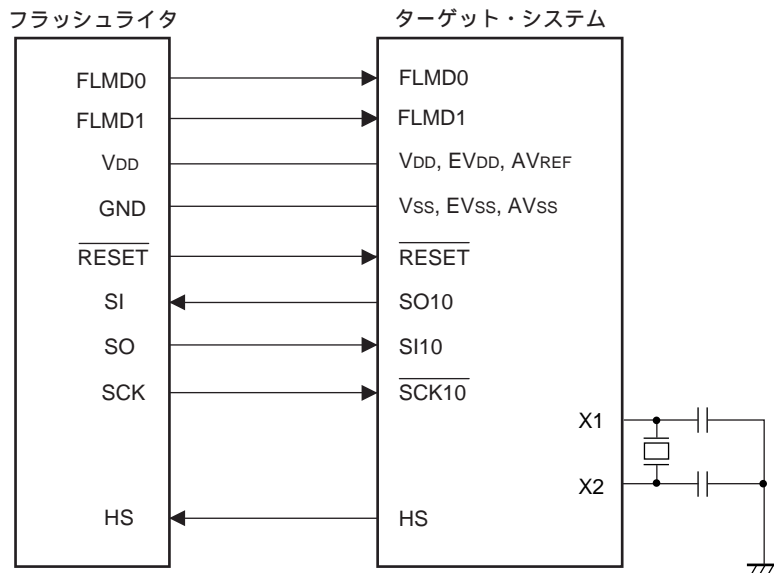 フラッシュライタ
ターゲット・システム
FLMD0
FLMD0
FLMD1
FLMD1
VDD
VDD, EVDD, AVREF
GND
VSS, EVSS, AVSS
RESET
RESET
SI
SO10
SO
SI10
SCK
SCK10
X1
X2
HS
HS